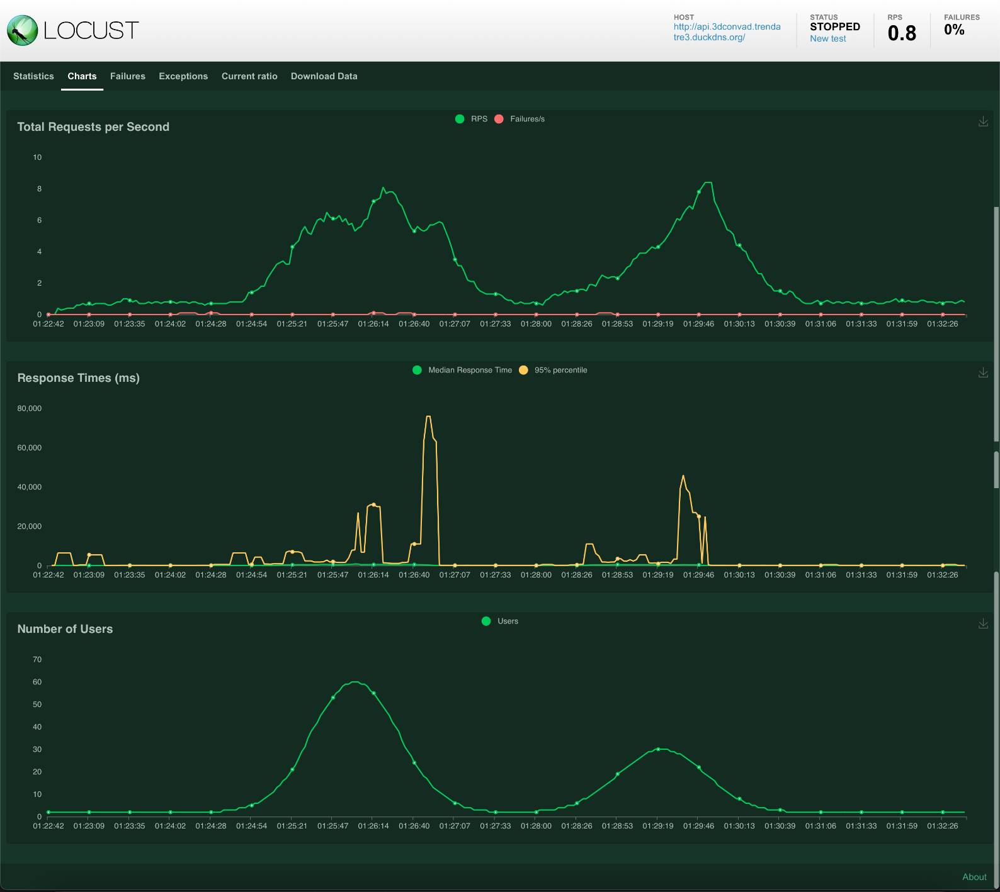 LOCUST
HOST
http://api.3dconvad.trenda
tre3.duckdns.org/
STATUS
STOPPED
New test
RPS
0.8
FAILURES
0%
Statistics Charts Failures Exceptions Current ratio Download Data
Total Requests per Second
RPS Failures/s
10
8
6
4
2
0
01:22:42 01:23:09 01:23:35 01:24:02 01:24:28 01:24:54 01:25:21 01:25:47 01:26:14 01:26:40 01:27:07 01:27:33 01:28:00 01:28:26 01:28:53 01:29:19 01:29:46 01:30:13 01:30:39 01:31:06 01:31:33 01:31:59 01:32:26
Response Times (ms)
Median Response Time 95% percentile
80,000
60,000
40,000
20,000
0
01:22:42 01:23:09 01:23:35 01:24:02 01:24:28 01:24:54 01:25:21 01:25:47 01:26:14 01:26:40 01:27:07 01:27:33 01:28:00 01:28:26 01:28:53 01:29:19 01:29:46 01:30:13 01:30:39 01:31:06 01:31:33 01:31:59 01:32:26
Number of Users
Users
70
60
50
40
30
20
10
0
01:22:42 01:23:09 01:23:35 01:24:02 01:24:28 01:24:54 01:25:21 01:25:47 01:26:14 01:26:40 01:27:07 01:27:33 01:28:00 01:28:26 01:28:53 01:29:19 01:29:46 01:30:13 01:30:39 01:31:06 01:31:33 01:31:59 01:32:26
About